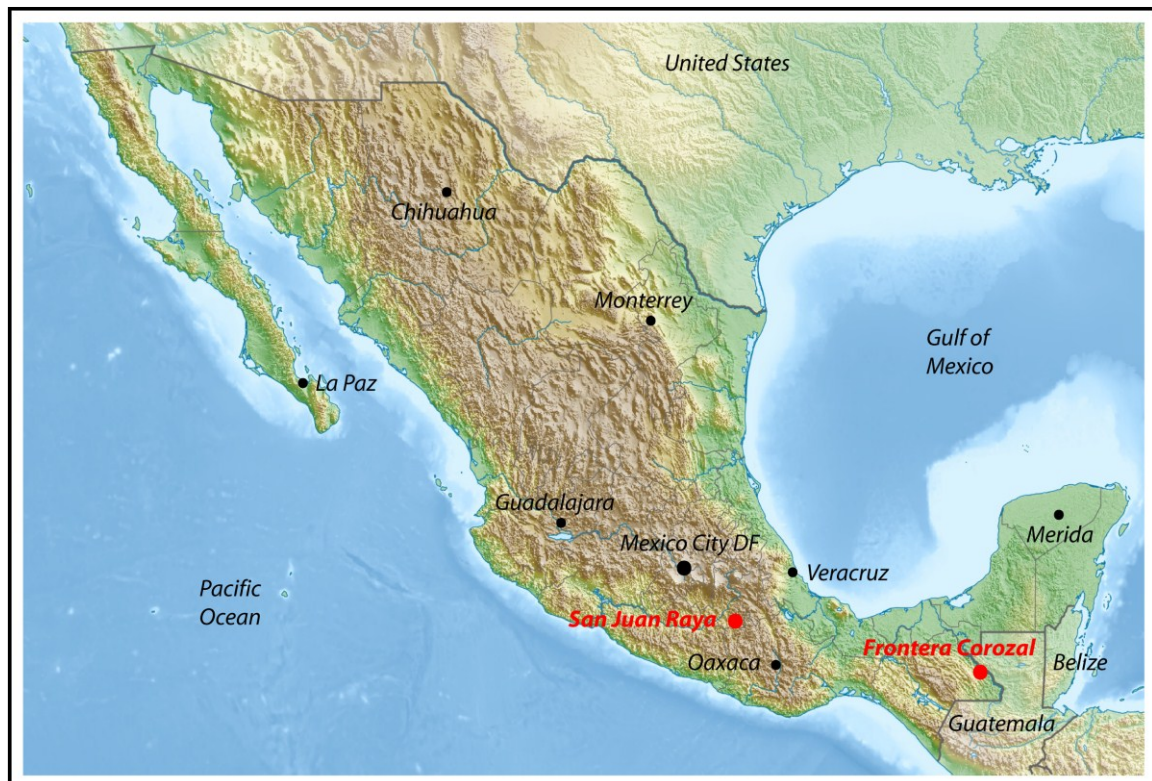 United States
Chihuahua
Monterrey
Gulf of
Mexico
La Paz
Guadalajara
Merida
Mexico City DF
Veracruz
Pacific
Ocean
San Juan Raya
Frontera Corozal
Oaxaca
Belize
Guatemala